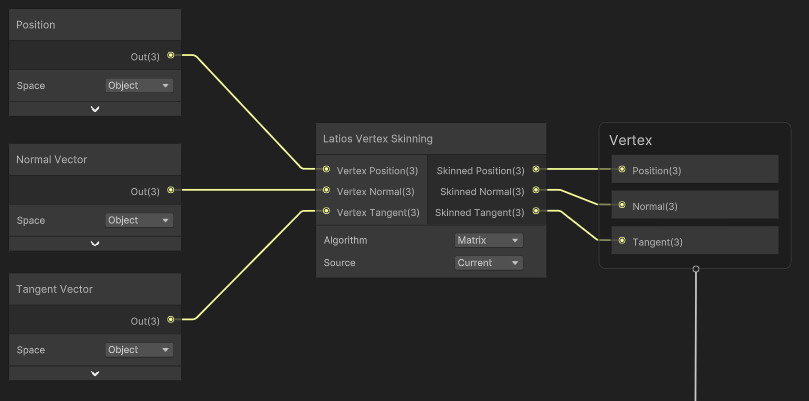 Position
Out(3)
Space Object
Normal Vector
Out(3)
Space Object
Tangent Vector
Out(3)
Space Object
Latios Vertex Skinning
Vertex Position(3) Skinned Position(3)
Vertex Normal(3) Skinned Normal(3)
Vertex Tangent(3) Skinned Tangent(3)
Algorithm Matrix
Source Current
Vertex
Position(3)
Normal(3)
Tangent(3)